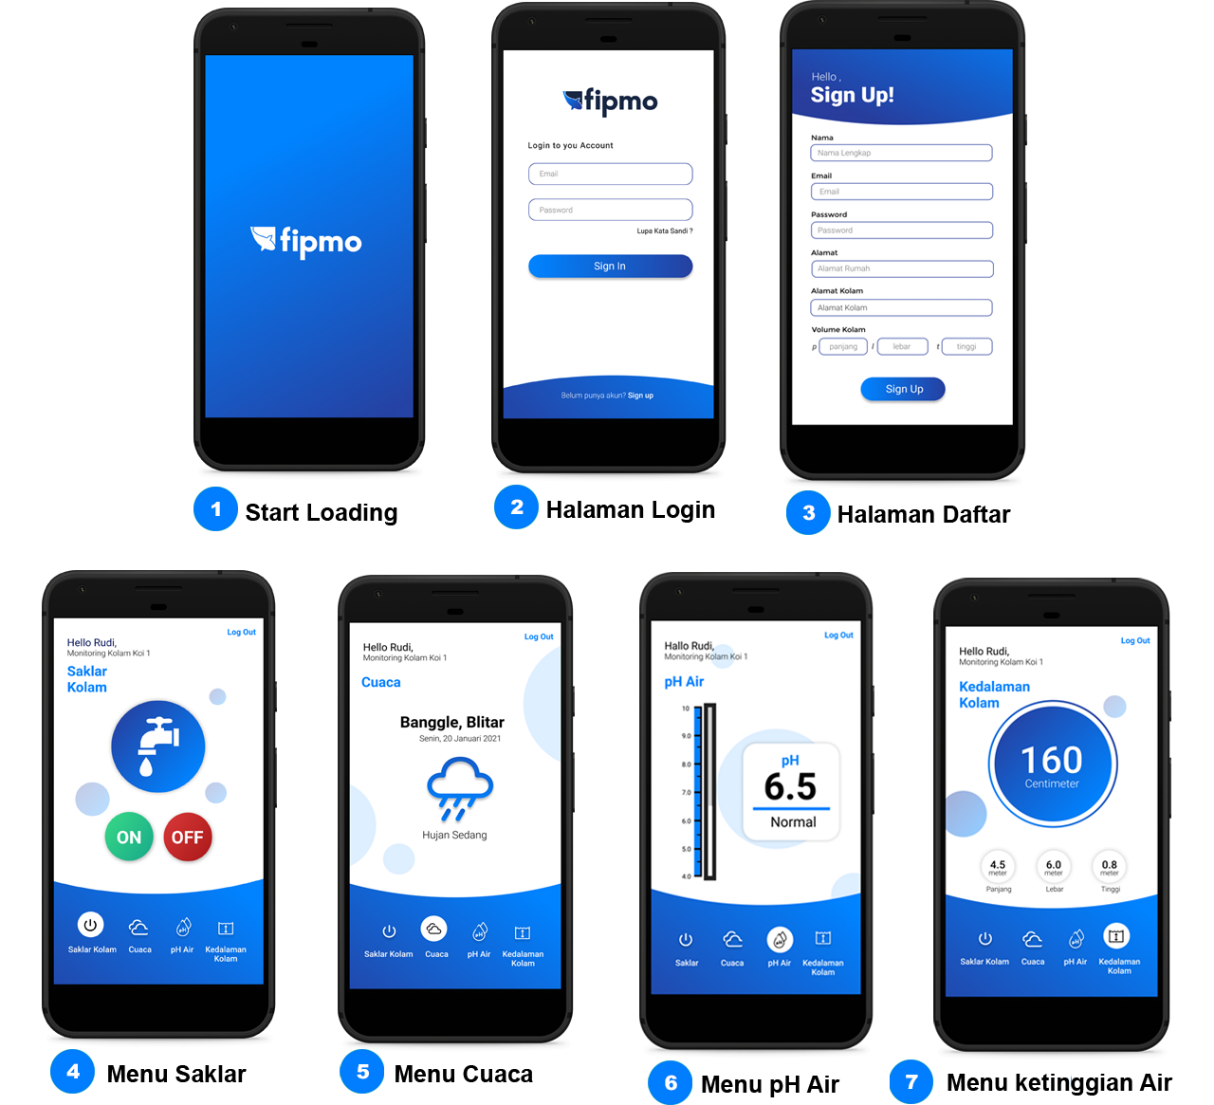 fipmo
1 Start Loading
fipmo
Login to you Account
Email
Password
Lupa Kata Sandi ?
Sign In
Belum punya akun? Sign up
2 Halaman Login
Hello ,
Sign Up!
Nama
Nama Lengkap
Email
Email
Password
Password
Alamat
Alamat Rumah
Alamat Kolam
Alamat Kolam
Volume Kolam
p panjang l lebar t tinggi
Sign Up
3 Halaman Daftar
Log Out
Hello Rudi,
Monitoring Kolam Koi 1
Saklar
Kolam
ON OFF
Saklar Kolam Cuaca pH Air Kedalaman
Kolam
4 Menu Saklar
Log Out
Hello Rudi,
Monitoring Kolam Koi 1
Cuaca
Banggle, Blitar
Senin, 20 Januari 2021
Hujan Sedang
Saklar Kolam Cuaca pH Air Kedalaman
Kolam
5 Menu Cuaca
Log Out
Hallo Rudi,
Monitoring Kolam Koi 1
pH Air
10
9.0
8.0
7.0
6.0
5.0
4.0
pH
6.5
Normal
pH
Saklar Cuaca pH Air Kedalaman
Kolam
6 Menu pH Air
Log Out
Hello Rudi,
Monitoring Kolam Koi 1
Kedalaman
Kolam
160
Centimeter
4.5 6.0 0.8
meter meter meter
Panjang Lebar Tinggi
Saklar Kolam Cuaca pH Air Kedalaman
Kolam
7 Menu ketinggian Air